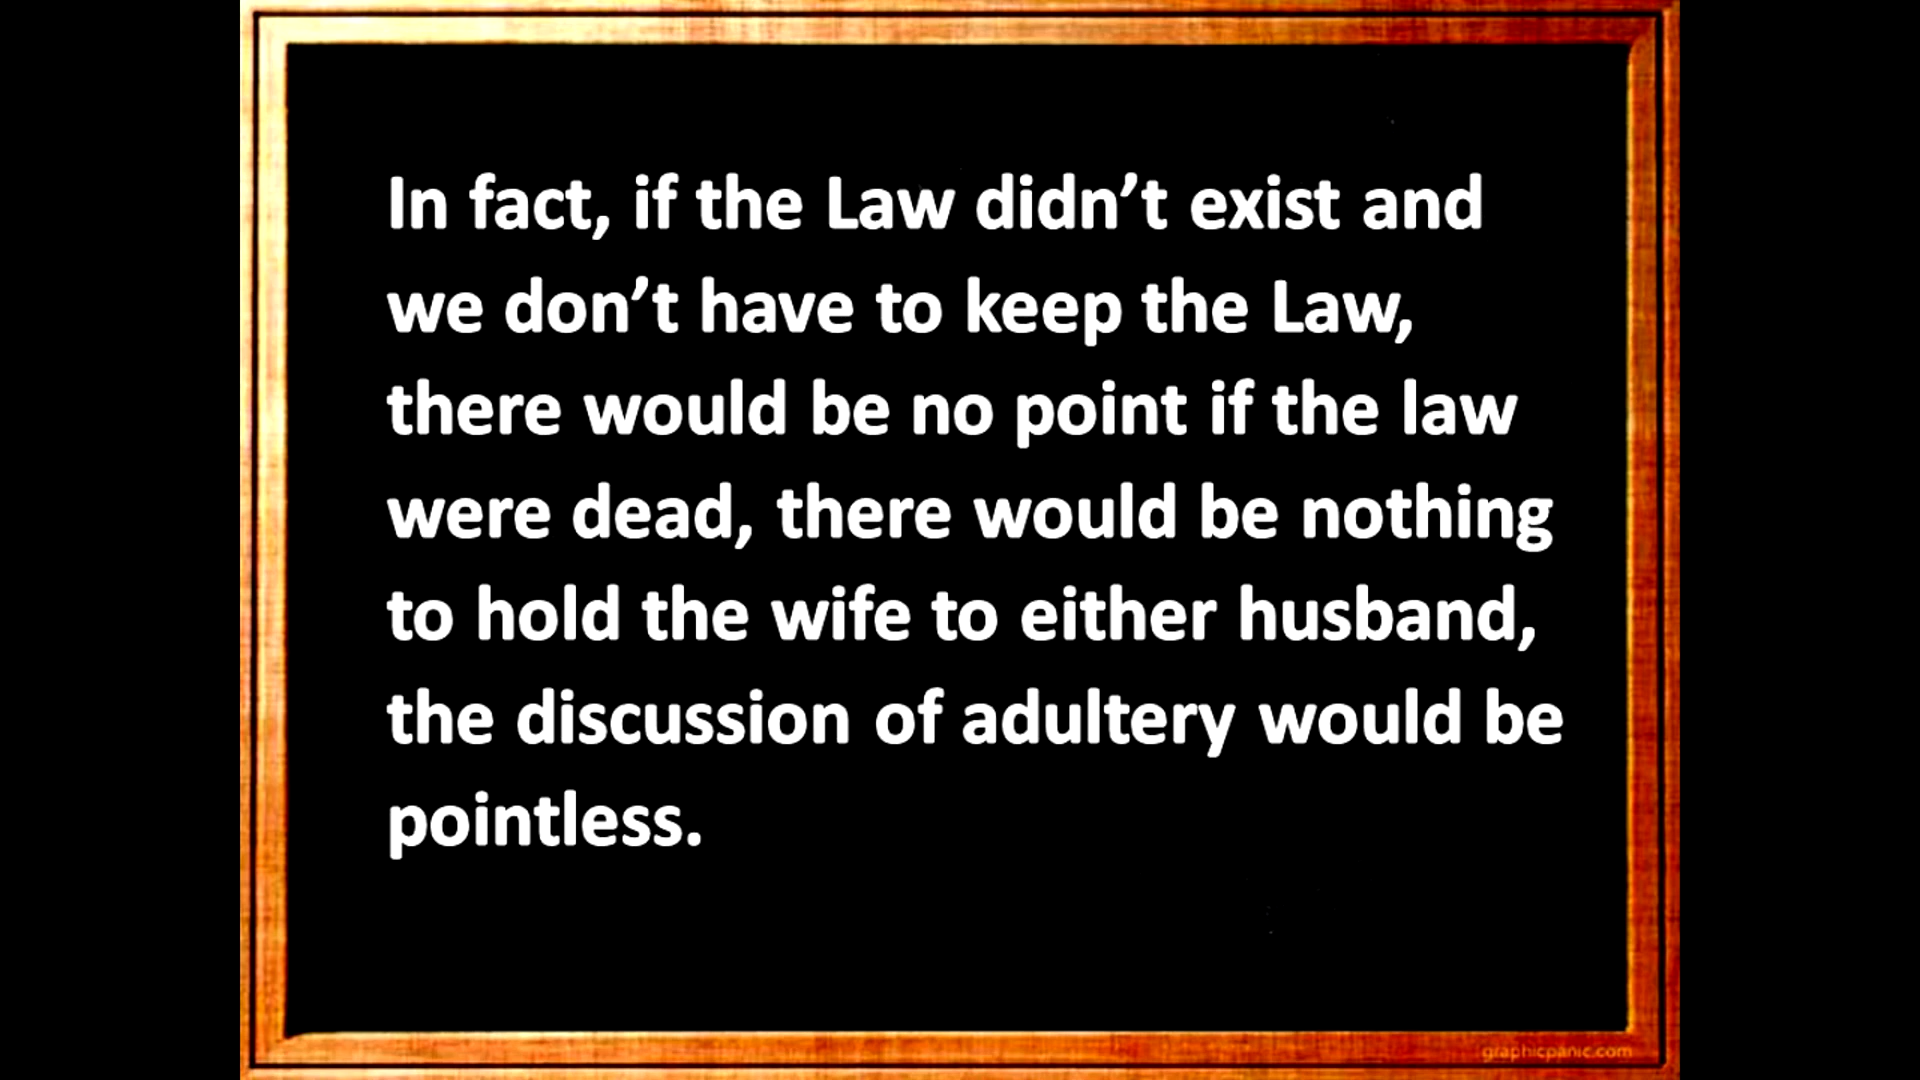 In fact, if the Law didn’t exist and
we don’t have to keep the Law,
there would be no point if the law
were dead, there would be nothing
to hold the wife to either husband,
the discussion of adultery would be
pointless.
graphicpanic.com